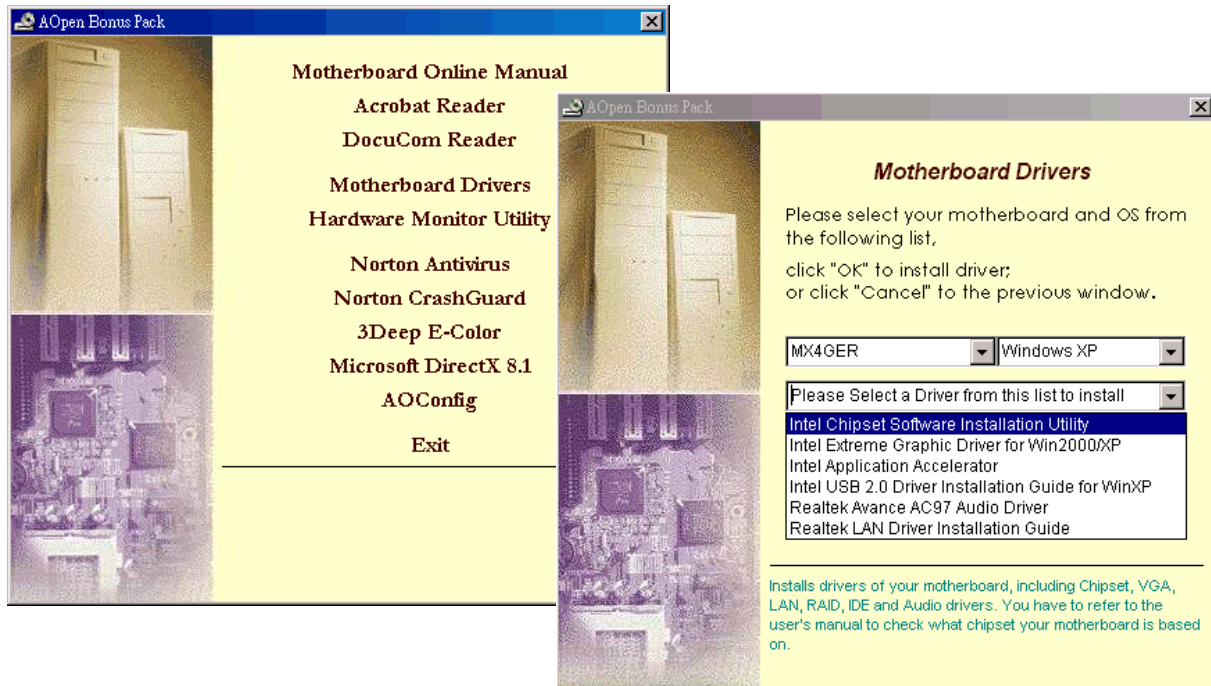 AOpen Bonus Pack
Motherboard Online Manual
Acrobat Reader
DocuCom Reader
Motherboard Drivers
Hardware Monitor Utility
Norton Antivirus
Norton CrashGuard
3Deep E-Color
Microsoft DirectX 8.1
AOConfig
Exit
AOpen Bonus Pack
Motherboard Drivers
Please select your motherboard and OS from
the following list,
click "OK" to install driver;
or click "Cancel" to the previous window.
MX4GER
Windows XP
Please Select a Driver from this list to install
Intel Chipset Software Installation Utility
Intel Extreme Graphic Driver for Win2000/XP
Intel Application Accelerator
Intel USB 2.0 Driver Installation Guide for WinXP
Realtek Avance AC97 Audio Driver
Realtek LAN Driver Installation Guide
Installs drivers of your motherboard, including Chipset, VGA,
LAN, RAID, IDE and Audio drivers. You have to refer to the
user's manual to check what chipset your motherboard is based
on.